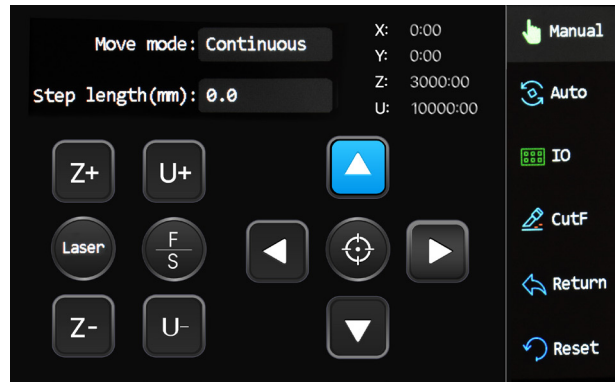 Move mode: Continuous
Step length(mm): 0.0
X: 0:00
Y: 0:00
Z: 3000:00
U: 10000:00
Z+
U+
Laser
F
S
Z-
U-
Manual
Auto
IO
CutF
Return
Reset